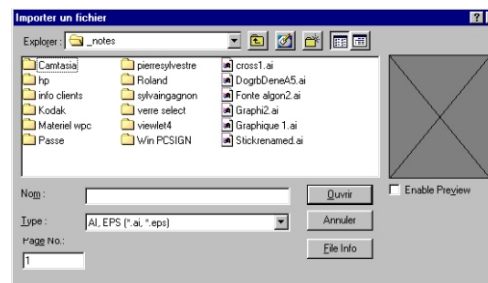 Importer un fichier
Explorer : _notes
Camtasia
hp
info clients
Kodak
Materiel wpc
Passe
pierresylvestre
Roland
sylvaingagnon
verre select
viewlet4
Win PCSIGN
cross1.ai
DogrbDeneA5.ai
Fonte algon2.ai
Graphi2.ai
Graphique 1.ai
Stickrenamed.ai
Nom :
Ouvrir
Enable Preview
Type : AI, EPS (*.ai, *.eps)
Annuler
Page No.:
File Info
1